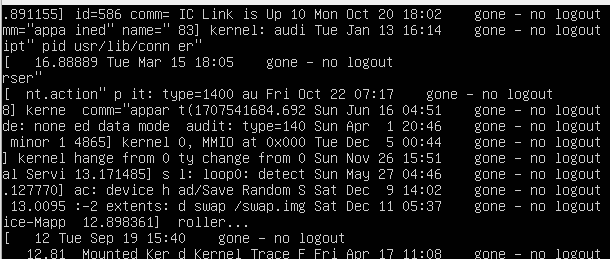 .891155] id=586 comm= IC Link is Up 10 Mon Oct 20 18:02 gone - no logout
mm="appa ined" name=" 83] kernel: audi Tue Jan 13 16:14 gone - no logout
ipt" pid usr/lib/conn er"
[ 16.88889 Tue Mar 15 18:05 gone - no logout
rser"
[ nt.action" p it: type=1400 au Fri Oct 22 07:17 gone - no logout
8] kerne comm="appar t(1707541684.692 Sun Jun 16 04:51 gone - no logout
de: none ed data mode audit: type=140 Sun Apr 1 20:46 gone - no logout
minor 1 4865] kernel 0, MMIO at 0x000 Tue Dec 5 00:44 gone - no logout
] kernel hange from 0 ty change from 0 Sun Nov 26 15:51 gone - no logout
al Servi 13.171485] s l: loop0: detect Sun May 27 04:46 gone - no logout
.127770] ac: device h ad/Save Random S Sat Dec 9 14:02 gone - no logout
13.0095 :-2 extents: d swap /swap.img Sat Dec 11 05:37 gone - no logout
ice-Mapp 12.898361] roller...
[ 12 Tue Sep 19 15:40 gone - no logout
12.81 Mounted Ker d Kernel Trace F Fri Apr 17 11:08 gone - no logout